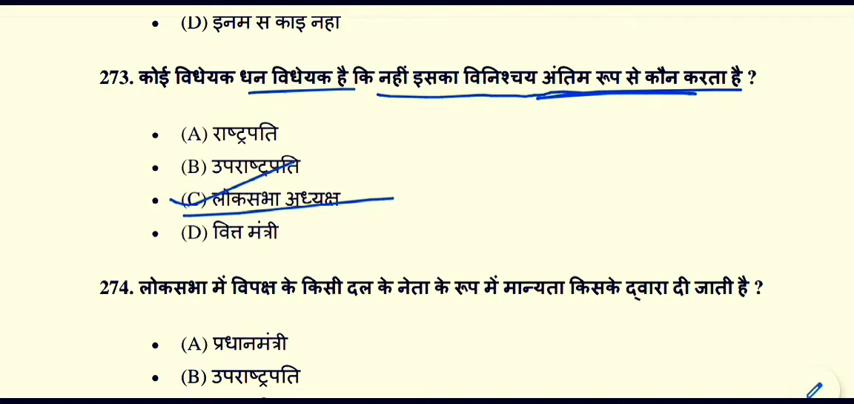 (D) इनमें से कोई नहीं
273. कोई विधेयक धन विधेयक है कि नहीं इसका विनिश्चय अंतिम रूप से कौन करता है ?
(A) राष्ट्रपति
(B) उपराष्ट्रपति
(C) लोकसभा अध्यक्ष
(D) वित्त मंत्री
274. लोकसभा में विपक्ष के किसी दल के नेता के रूप में मान्यता किसके द्वारा दी जाती है ?
(A) प्रधानमंत्री
(B) उपराष्ट्रपति